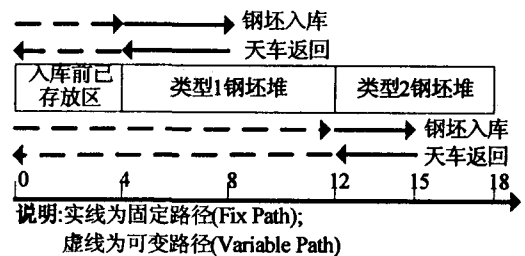 钢坯入库
天车返回
入库前已存放区 类型1钢坯堆 类型2钢坯堆
钢坯入库
天车返回
0 4 8 12 15 18
说明:实线为固定路径(Fix Path);
虚线为可变路径(Variable Path)